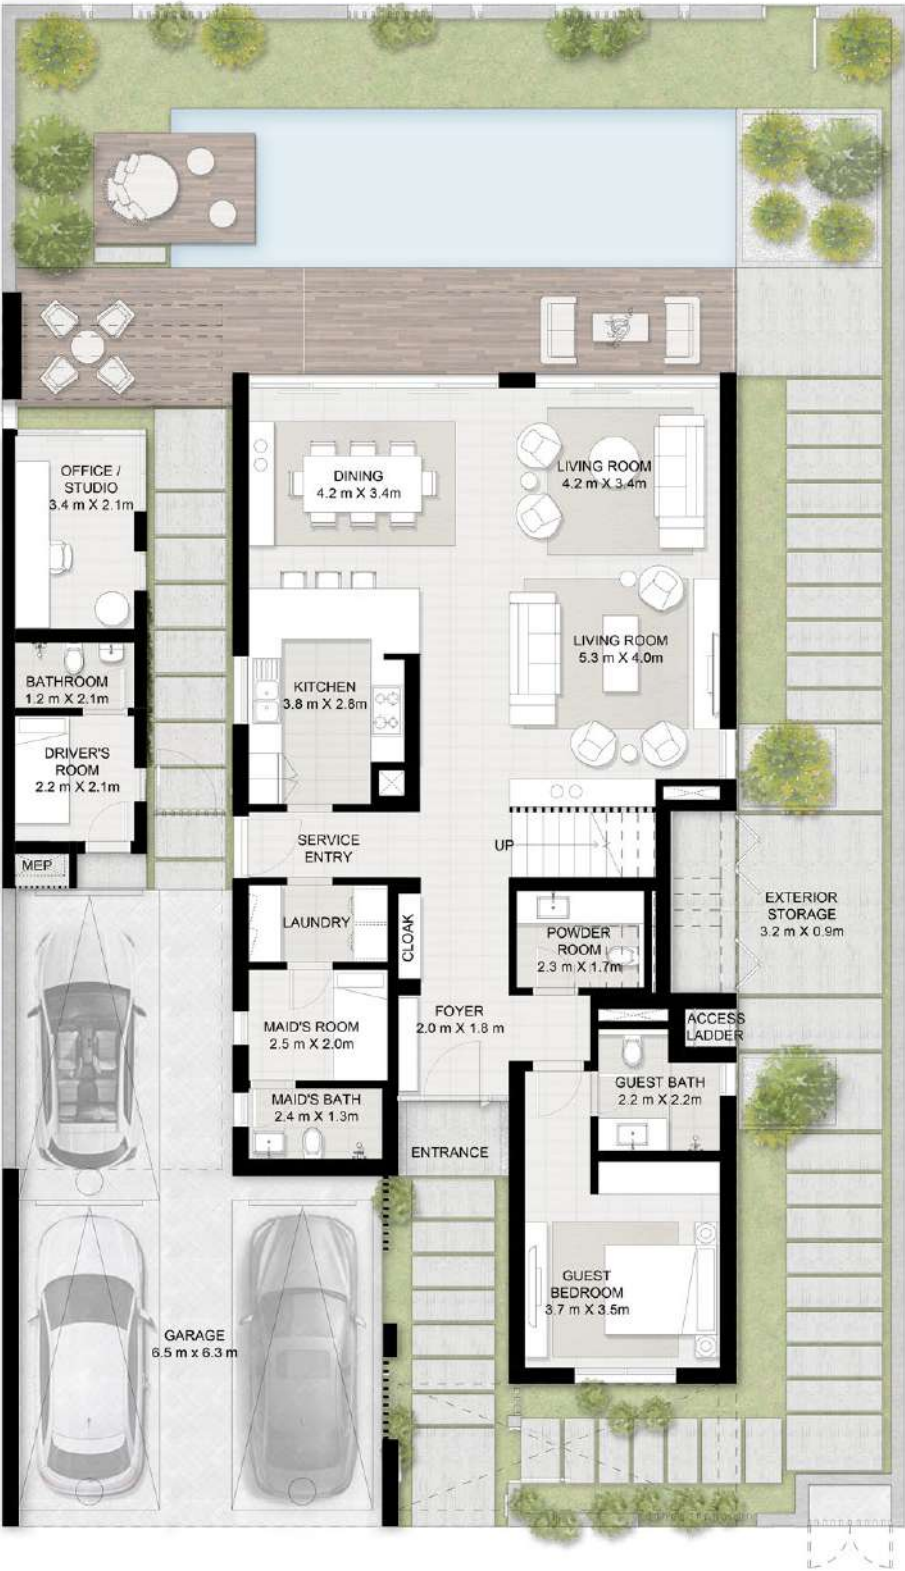 DINING
4.2 m X 3.4m
LIVING ROOM
4.2 m X 3.4m
OFFICE /
STUDIO
3.4 m X 2.1m
LIVING ROOM
5.3 m X 4.0m
BATHROOM
1.2 m X 2.1m
KITCHEN
3.8 m X 2.8m
DRIVER'S
ROOM
2.2 m X 2.1m
MEP
SERVICE
ENTRY
UP
LAUNDRY
CLOAK
POWDER
ROOM
2.3 m X 1.7m
EXTERIOR
STORAGE
3.2 m X 0.9m
MAID'S ROOM
2.5 m X 2.0m
FOYER
2.0 m X 1.8 m
ACCESS
LADDER
MAID'S BATH
2.4 m X 1.3m
GUEST BATH
2.2 m X 2.2m
ENTRANCE
GUEST
BEDROOM
3.7 m X 3.5m
GARAGE
6.5 m x 6.3 m